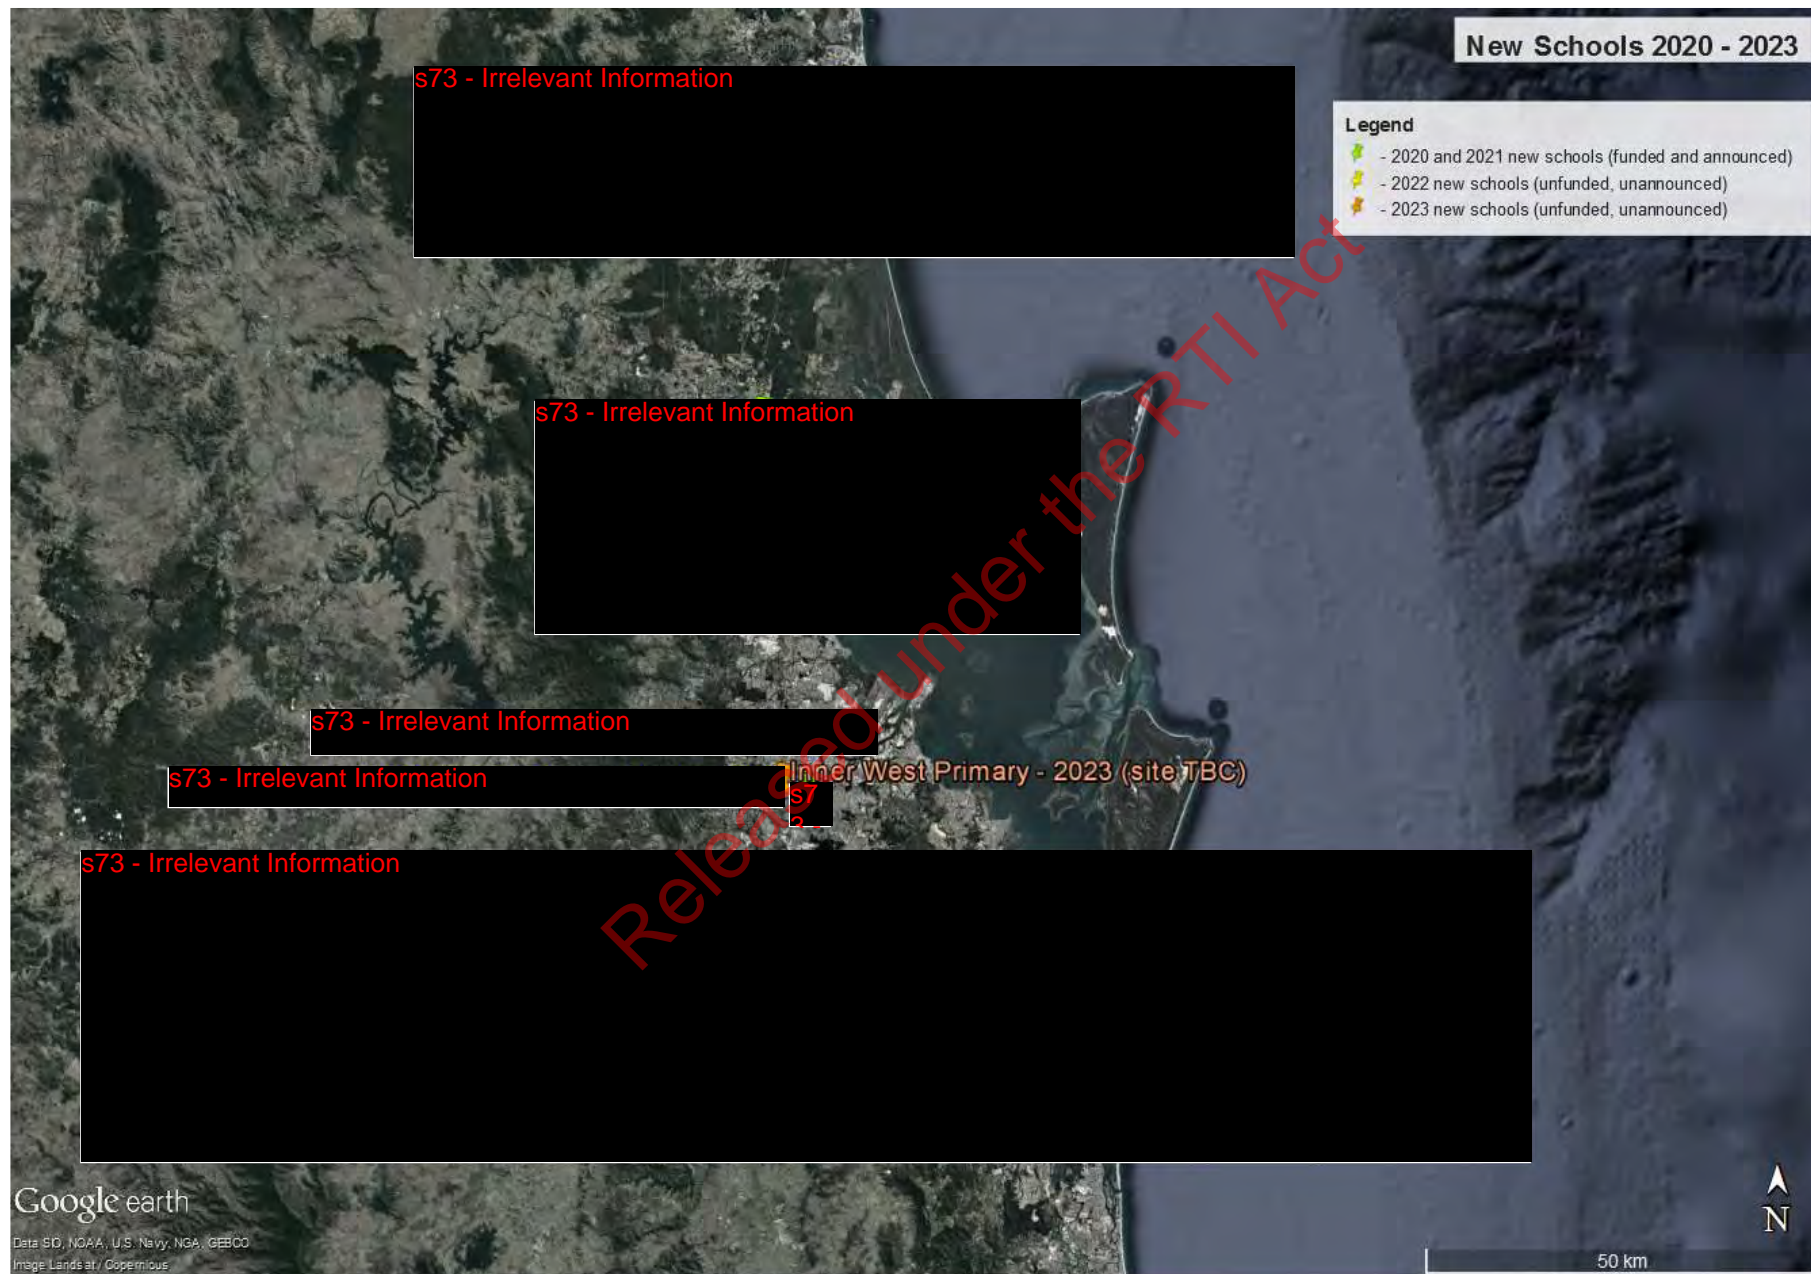 New Schools 2020 - 2023
s73 - Irrelevant Information
Legend
- 2020 and 2021 new schools (funded and announced)
- 2022 new schools (unfunded, unannounced)
- 2023 new schools (unfunded, unannounced)
s73 - Irrelevant Information
Released under the RTI Act
s73 - Irrelevant Information
Inner West Primary - 2023 (site TBC)
s73 - Irrelevant Information
s7
3
s73 - Irrelevant Information
Google earth
Data SIO, NOAA, U.S. Navy, NGA, GEBCO
Image Landsat / Copernicus
N
50 km